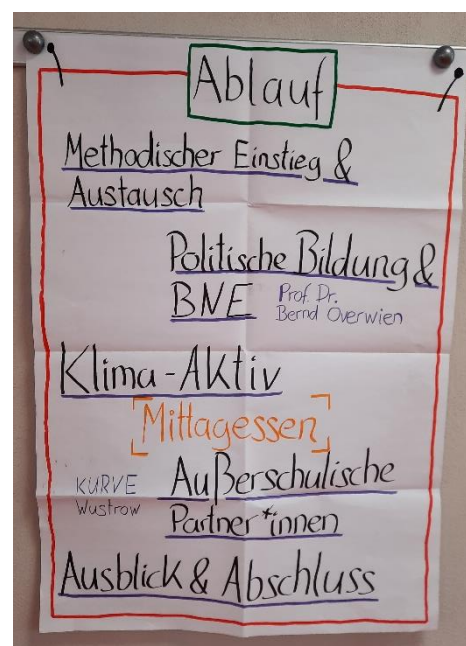 Ablauf
Methodischer Einstieg &
Austausch
Politische Bildung &
BNE Prof. Dr.
Bernd Overwien
Klima-Aktiv
Mittagessen
KURVE Außerschulische
Wustrow Partner*innen
Ausblick & Abschluss